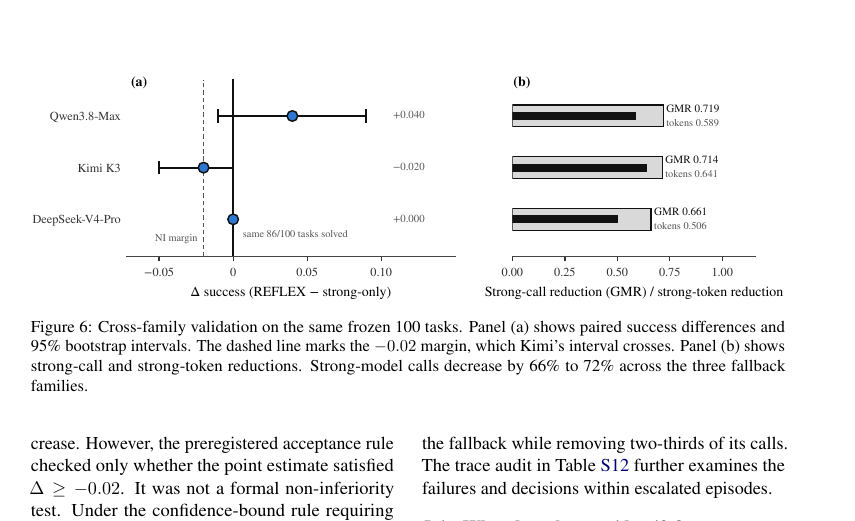 (a)
Qwen3.8-Max
+0.040
Kimi K3
−0.020
DeepSeek-V4-Pro
+0.000
NI margin
same 86/100 tasks solved
−0.05
0
0.05
0.10
Δ success (REFLEX − strong-only)
(b)
GMR 0.719
tokens 0.589
GMR 0.714
tokens 0.641
GMR 0.661
tokens 0.506
0.00
0.25
0.50
0.75
1.00
Strong-call reduction (GMR) / strong-token reduction
Figure 6: Cross-family validation on the same frozen 100 tasks. Panel (a) shows paired success differences and
95% bootstrap intervals. The dashed line marks the −0.02 margin, which Kimi's interval crosses. Panel (b) shows
strong-call and strong-token reductions. Strong-model calls decrease by 66% to 72% across the three fallback
families.
crease. However, the preregistered acceptance rule
checked only whether the point estimate satisfied
Δ ≥ −0.02. It was not a formal non-inferiority
test. Under the confidence-bound rule requiring
the fallback while removing two-thirds of its calls.
The trace audit in Table S12 further examines the
failures and decisions within escalated episodes.